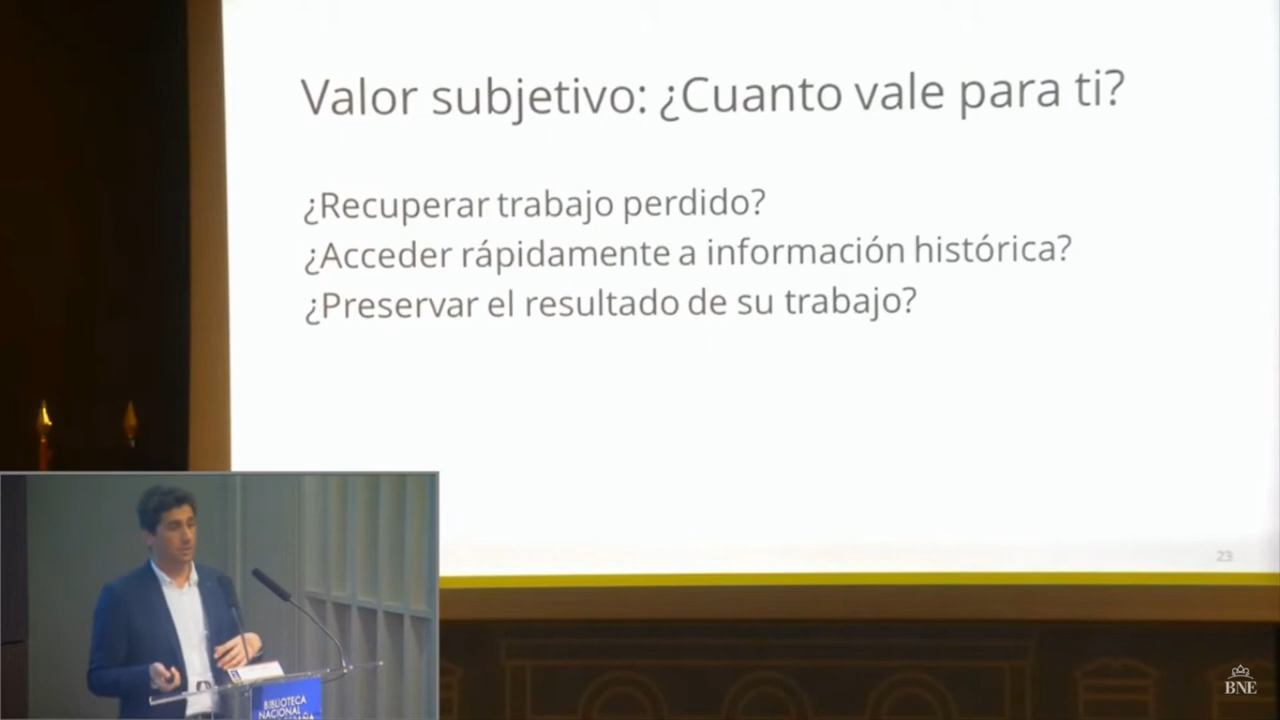 Valor subjetivo: ¿Cuanto vale para ti?
¿Recuperar trabajo perdido?
¿Acceder rápidamente a información histórica?
¿Preservar el resultado de su trabajo?
23
BIBLIOTECA
NACIONAL
BNE